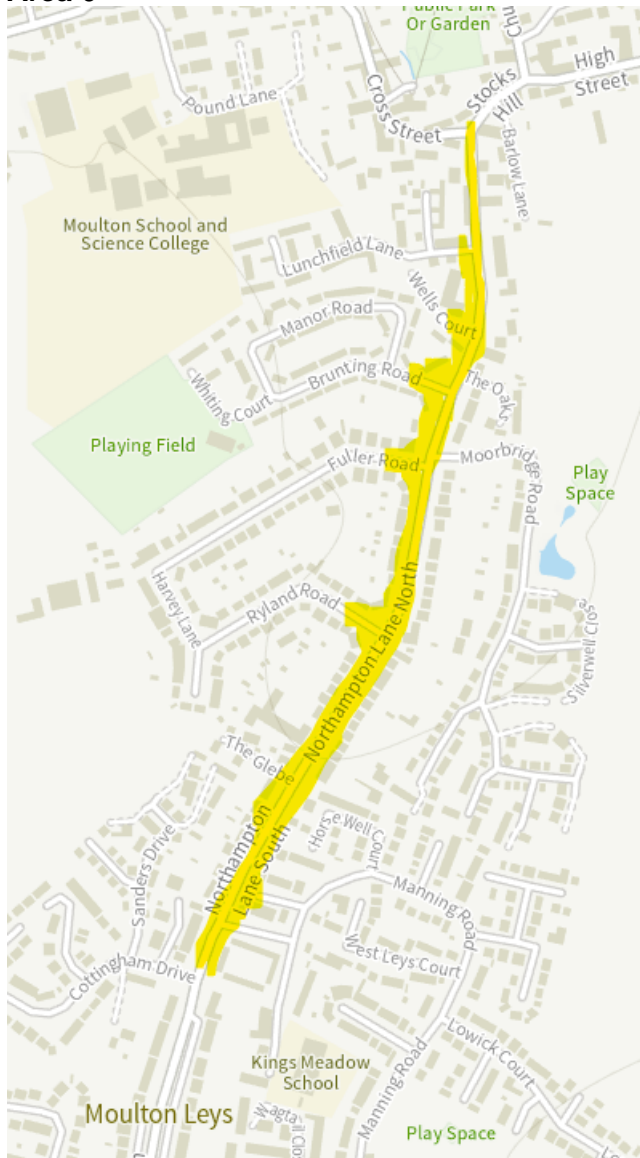 Public Park
Or Garden
High
Street
Stocks
Hill
Cross Street
Pound Lane
Barlow Lane
Moulton School and
Science College
Lunchfield Lane
Wells Court
Manor Road
Brunting Road
The Oaks
Whiting Court
Playing Field
Fuller Road
Moorbridge Road
Play
Space
Harvey Lane
Ryland Road
Northampton Lane North
Silverwell Clos
The Glebe
Northampton
Lane South
Horse Well Court
Sanders Drive
Manning Road
West Leys Court
Cottingham Drive
Lowick Court
Kings Meadow
School
Manning Road
Moulton Leys
Wagtail Clos
Play Space